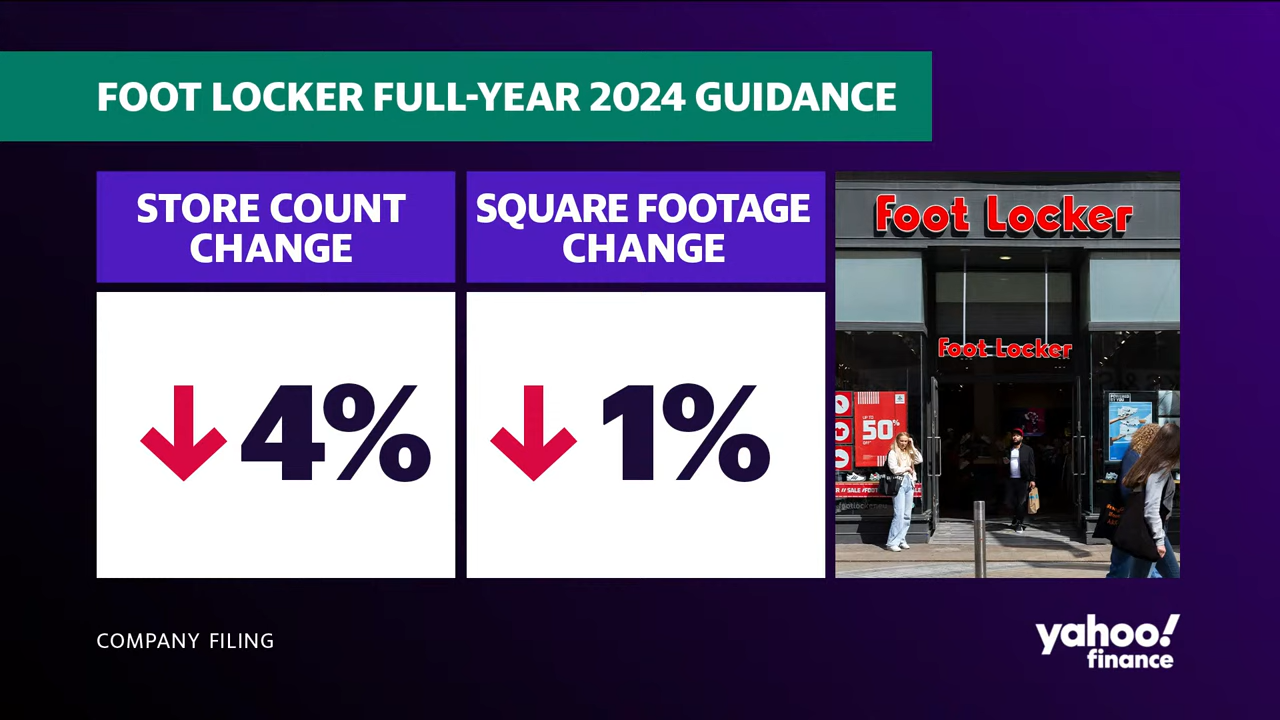 FOOT LOCKER FULL-YEAR 2024 GUIDANCE
STORE COUNT
CHANGE
SQUARE FOOTAGE
CHANGE
4%
1%
Foot Locker
Foot Locker
UP TO
50%
COMPANY FILING
yahoo!
finance